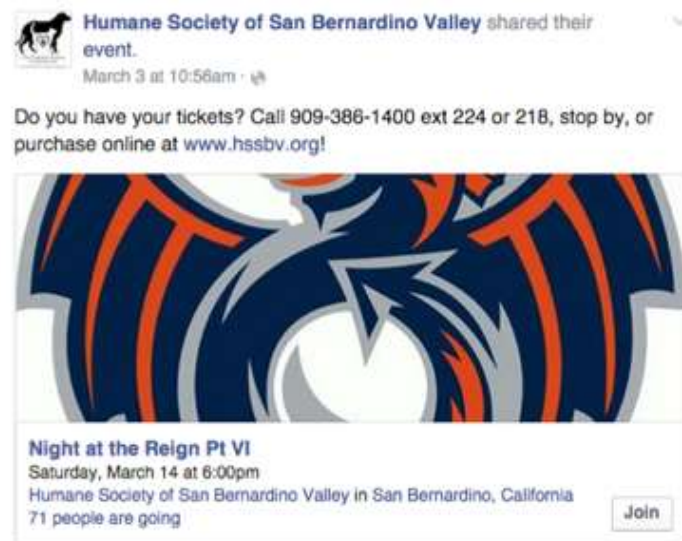 Humane Society of San Bernardino Valley shared their
event.
March 3 at 10:56am ·
Do you have your tickets? Call 909-386-1400 ext 224 or 218, stop by, or
purchase online at www.hssbv.org!
Night at the Reign Pt VI
Saturday, March 14 at 6:00pm
Humane Society of San Bernardino Valley in San Bernardino, California
71 people are going
Join